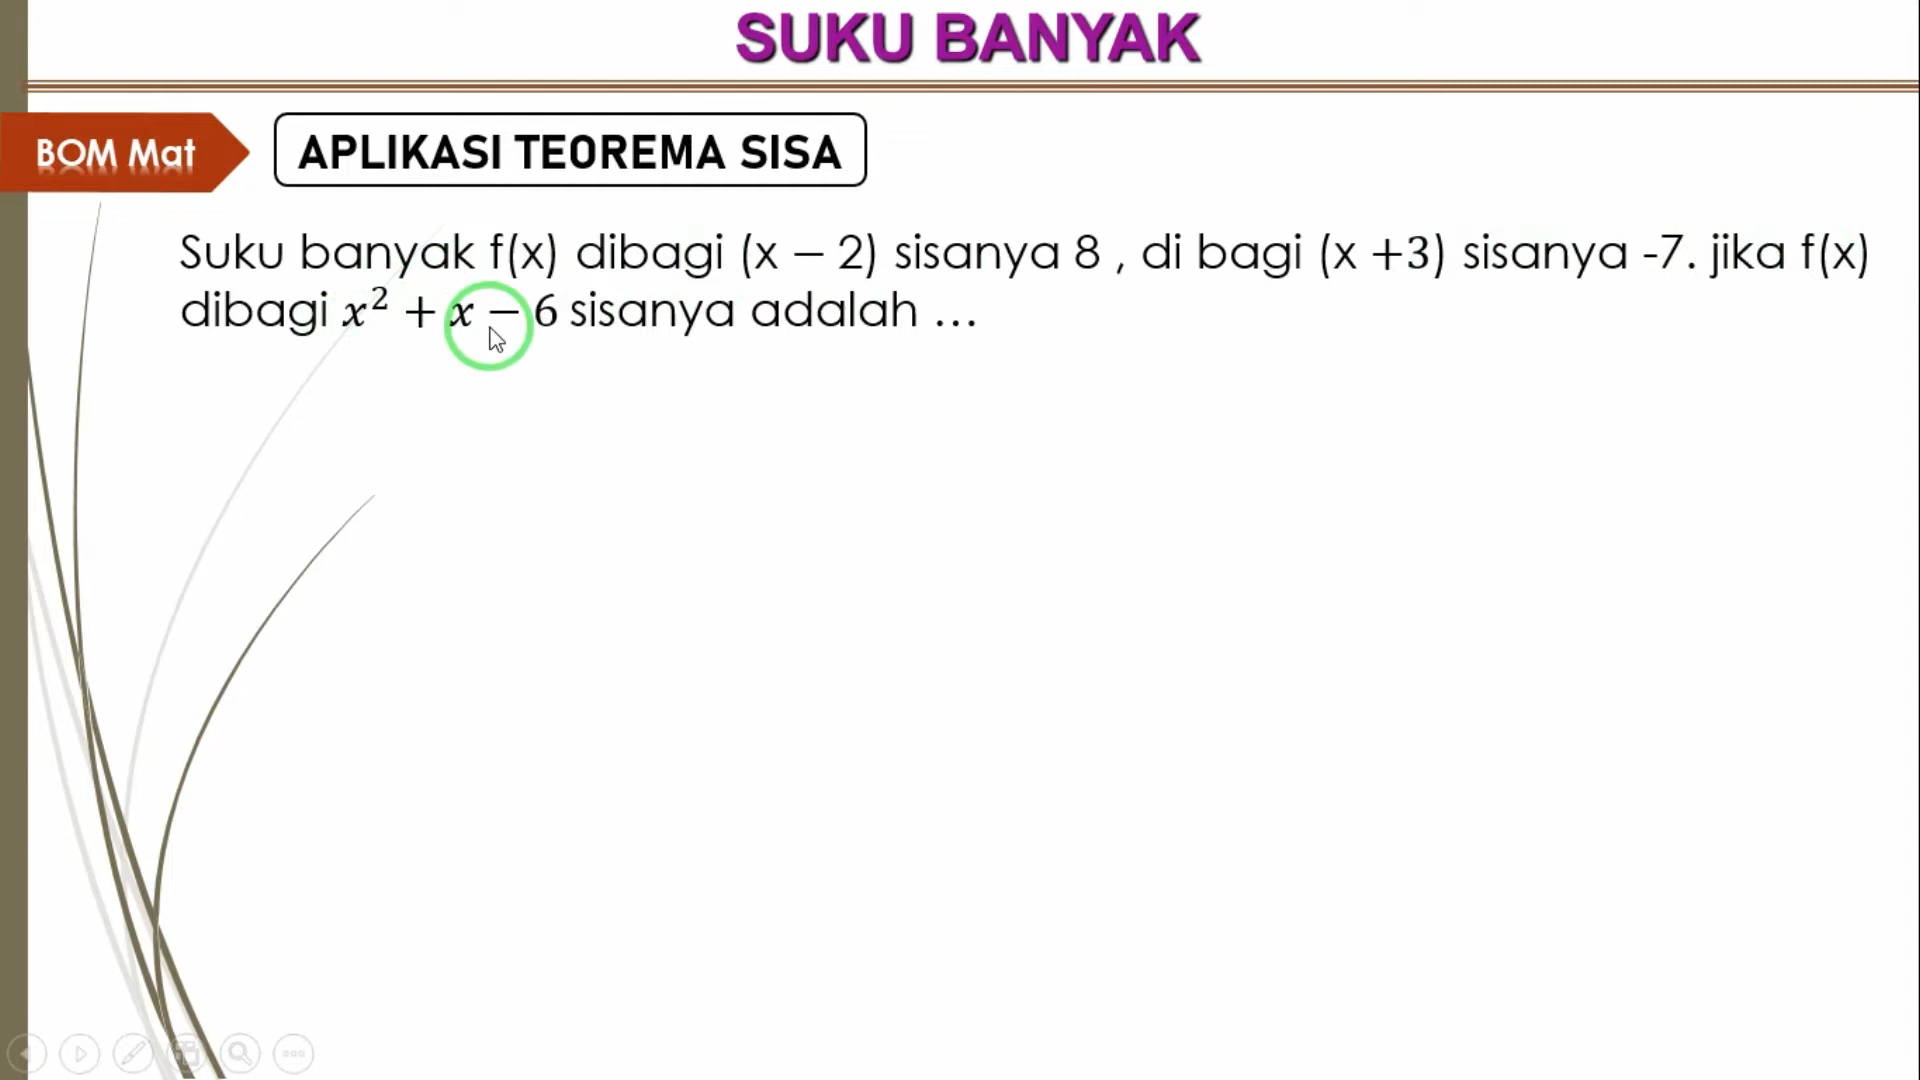 SUKU BANYAK
BOM Mat
APLIKASI TEOREMA SISA
Suku banyak f(x) dibagi (x – 2) sisanya 8 , di bagi (x +3) sisanya -7. jika f(x)
dibagi x² + x − 6 sisanya adalah ...